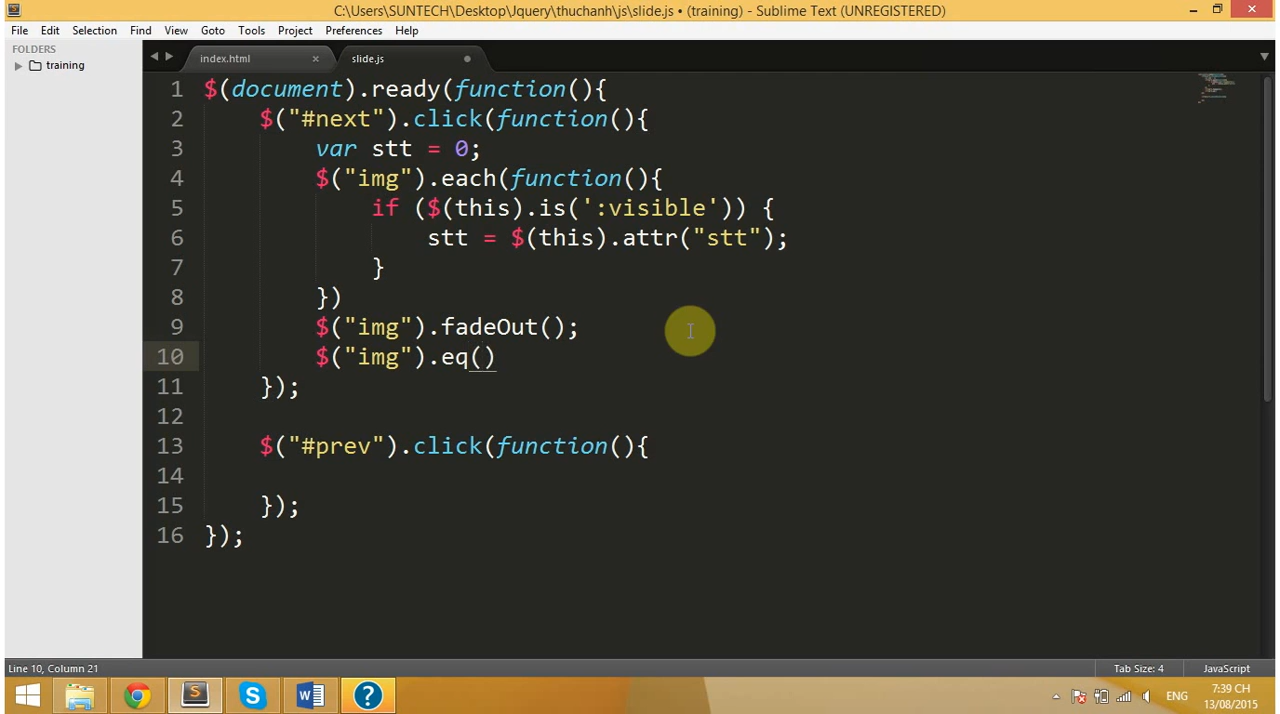 C:\Users\SUNTECH\Desktop\Jquery\thuchanh\js\slide.js • (training) - Sublime Text (UNREGISTERED)
File Edit Selection Find View Goto Tools Project Preferences Help
FOLDERS
training
index.html × slide.js
1 $(document).ready(function(){
2 $("#next").click(function(){
3 var stt = 0;
4 $("img").each(function(){
5 if ($(this).is(':visible')) {
6 stt = $(this).attr("stt");
7 }
8 })
9 $("img").fadeOut();
10 $("img").eq()
11 });
12
13 $("#prev").click(function(){
14
15 });
16 });
Line 10, Column 21 Tab Size: 4 JavaScript
ENG 7:39 CH
13/08/2015